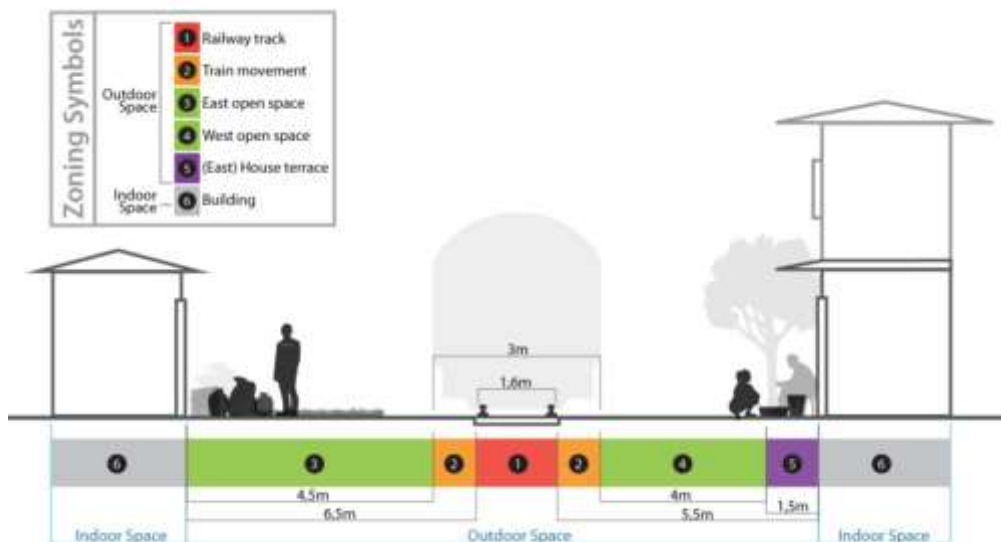 Zoning Symbols
Outdoor Space
1 Railway track
2 Train movement
3 East open space
4 West open space
5 (East) House terrace
Indoor Space
6 Building
3m
1,6m
6 3 2 1 2 4 5 6
4,5m 4m 1,5m
6,5m 5,5m
Indoor Space Outdoor Space Indoor Space